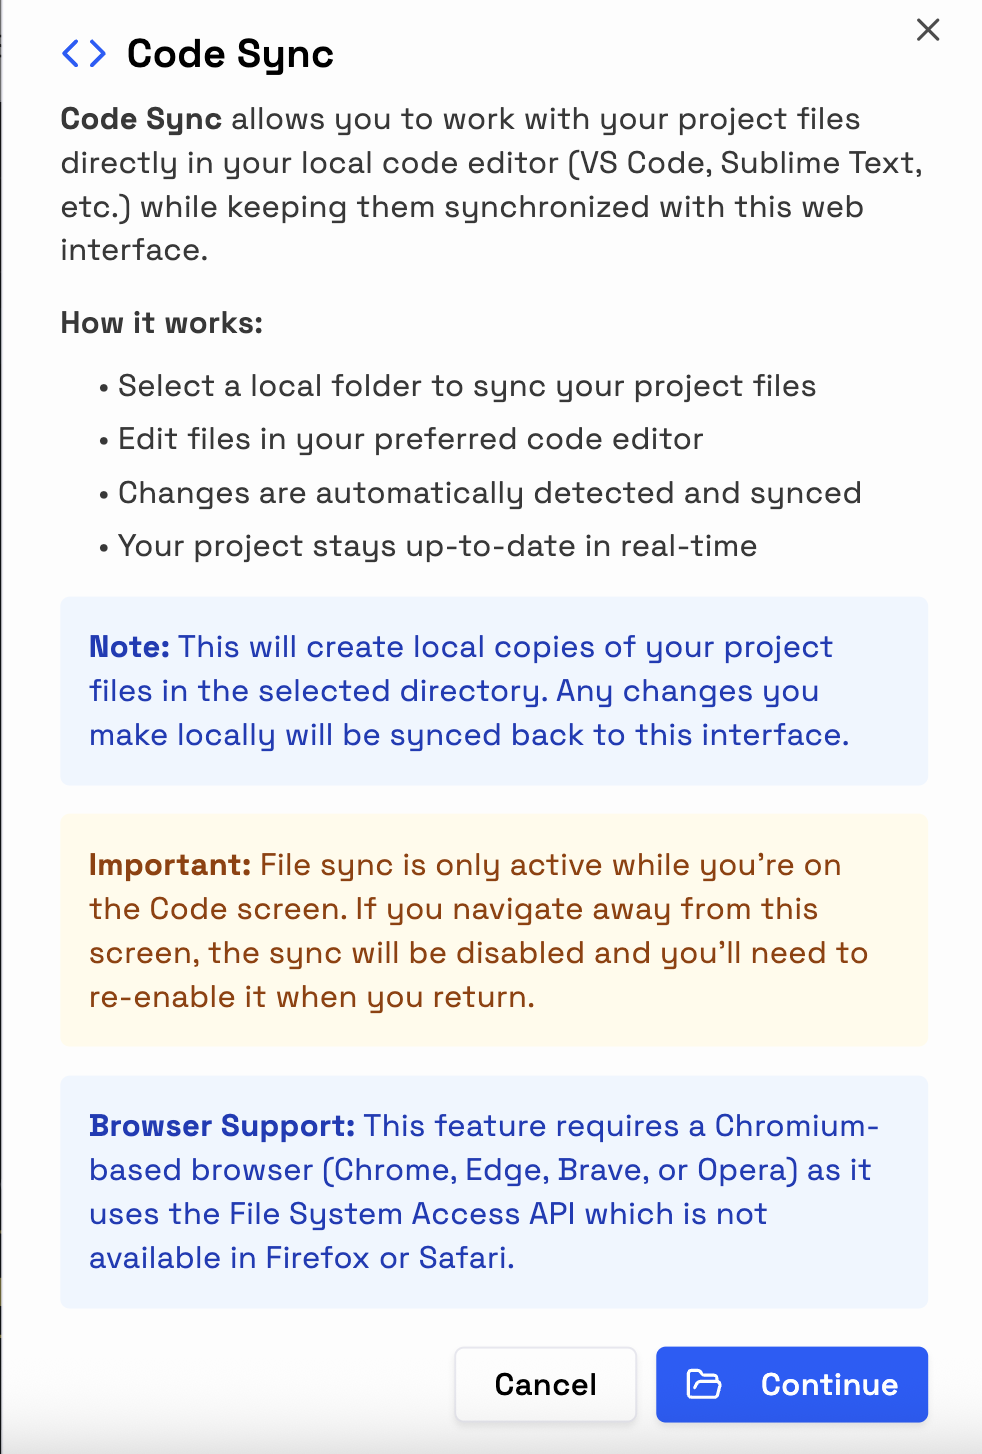 Code Sync
Code Sync allows you to work with your project files
directly in your local code editor (VS Code, Sublime Text,
etc.) while keeping them synchronized with this web
interface.
How it works:
• Select a local folder to sync your project files
• Edit files in your preferred code editor
• Changes are automatically detected and synced
• Your project stays up-to-date in real-time
Note: This will create local copies of your project
files in the selected directory. Any changes you
make locally will be synced back to this interface.
Important: File sync is only active while you’re on
the Code screen. If you navigate away from this
screen, the sync will be disabled and you’ll need to
re-enable it when you return.
Browser Support: This feature requires a Chromium-
based browser (Chrome, Edge, Brave, or Opera) as it
uses the File System Access API which is not
available in Firefox or Safari.
Cancel
Continue